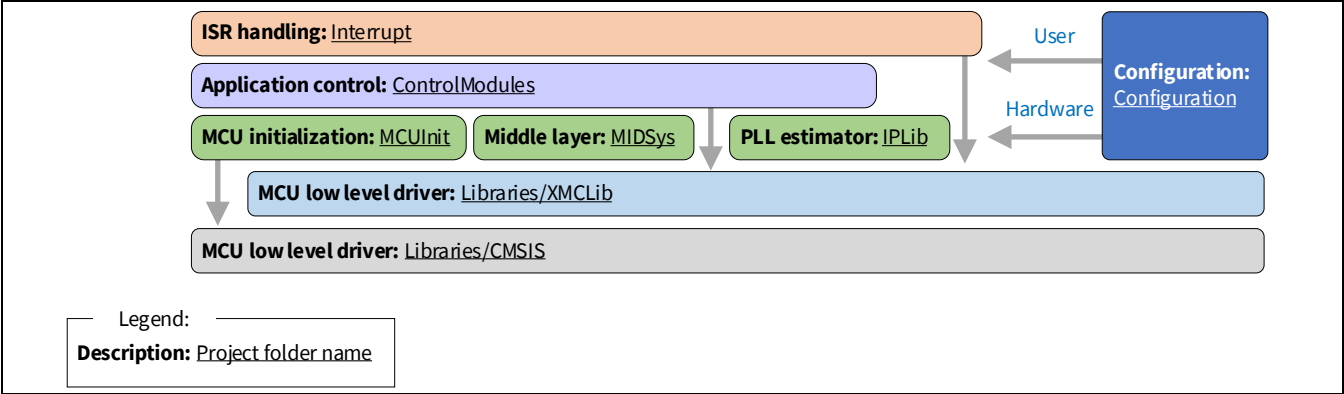 ISR handling: Interrupt
User
Configuration:
Configuration
Application control: ControlModules
Hardware
MCU initialization: MCUInit
Middle layer: MIDSys
PLL estimator: IPLib
MCU low level driver: Libraries/XMCLib
MCU low level driver: Libraries/CMSIS
Legend:
Description: Project folder name